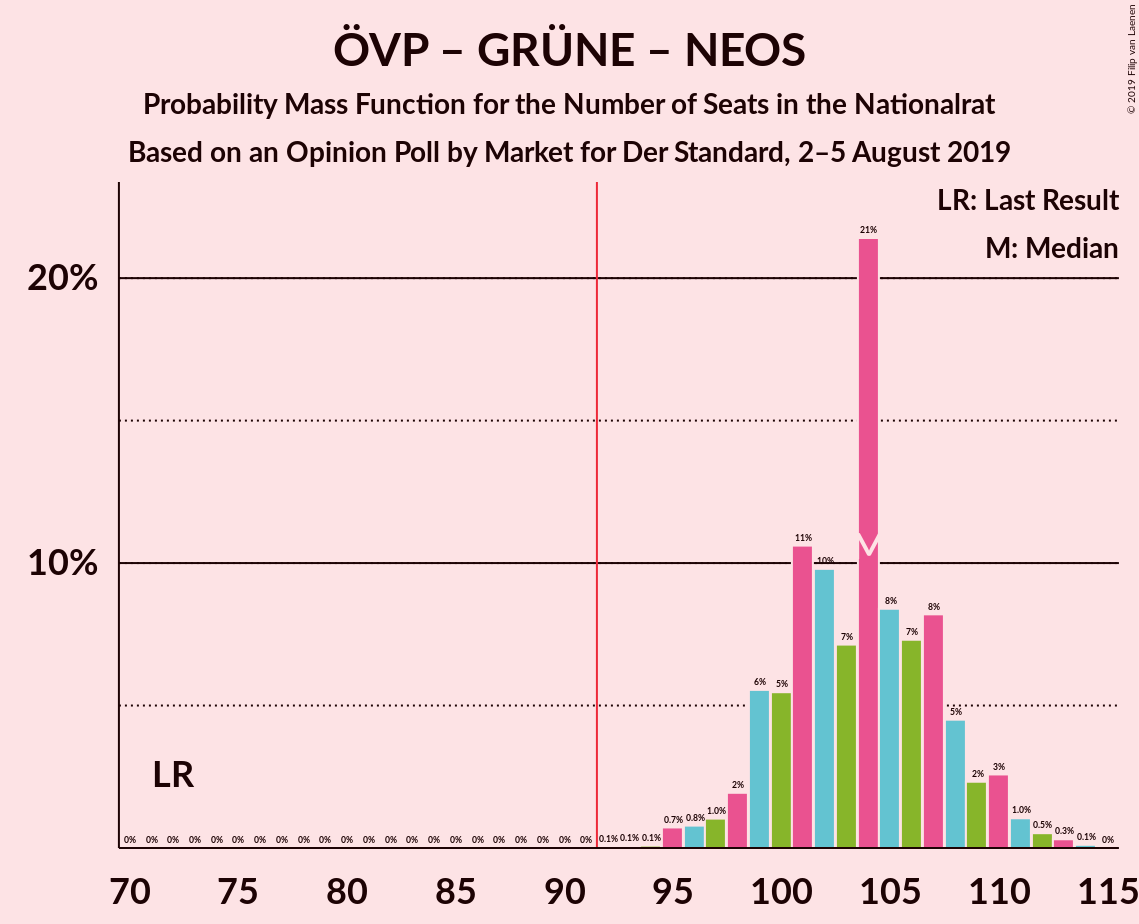 ÖVP – GRÜNE – NEOS
Probability Mass Function for the Number of Seats in the Nationalrat
Based on an Opinion Poll by Market for Der Standard, 2–5 August 2019
© 2019 Filip van Laenen
LR: Last Result
M: Median
21%
20%
11%
10%
10%
8%
8%
7%
7%
6%
5%
5%
LR
3%
2%
2%
0.7% 0.8% 1.0% 1.0%
0% 0% 0% 0% 0% 0% 0% 0% 0% 0% 0% 0% 0% 0% 0% 0% 0% 0% 0% 0% 0% 0% 0.1% 0.1% 0.1% 0.5% 0.3% 0.1% 0%
70 75 80 85 90 95 100 105 110 115